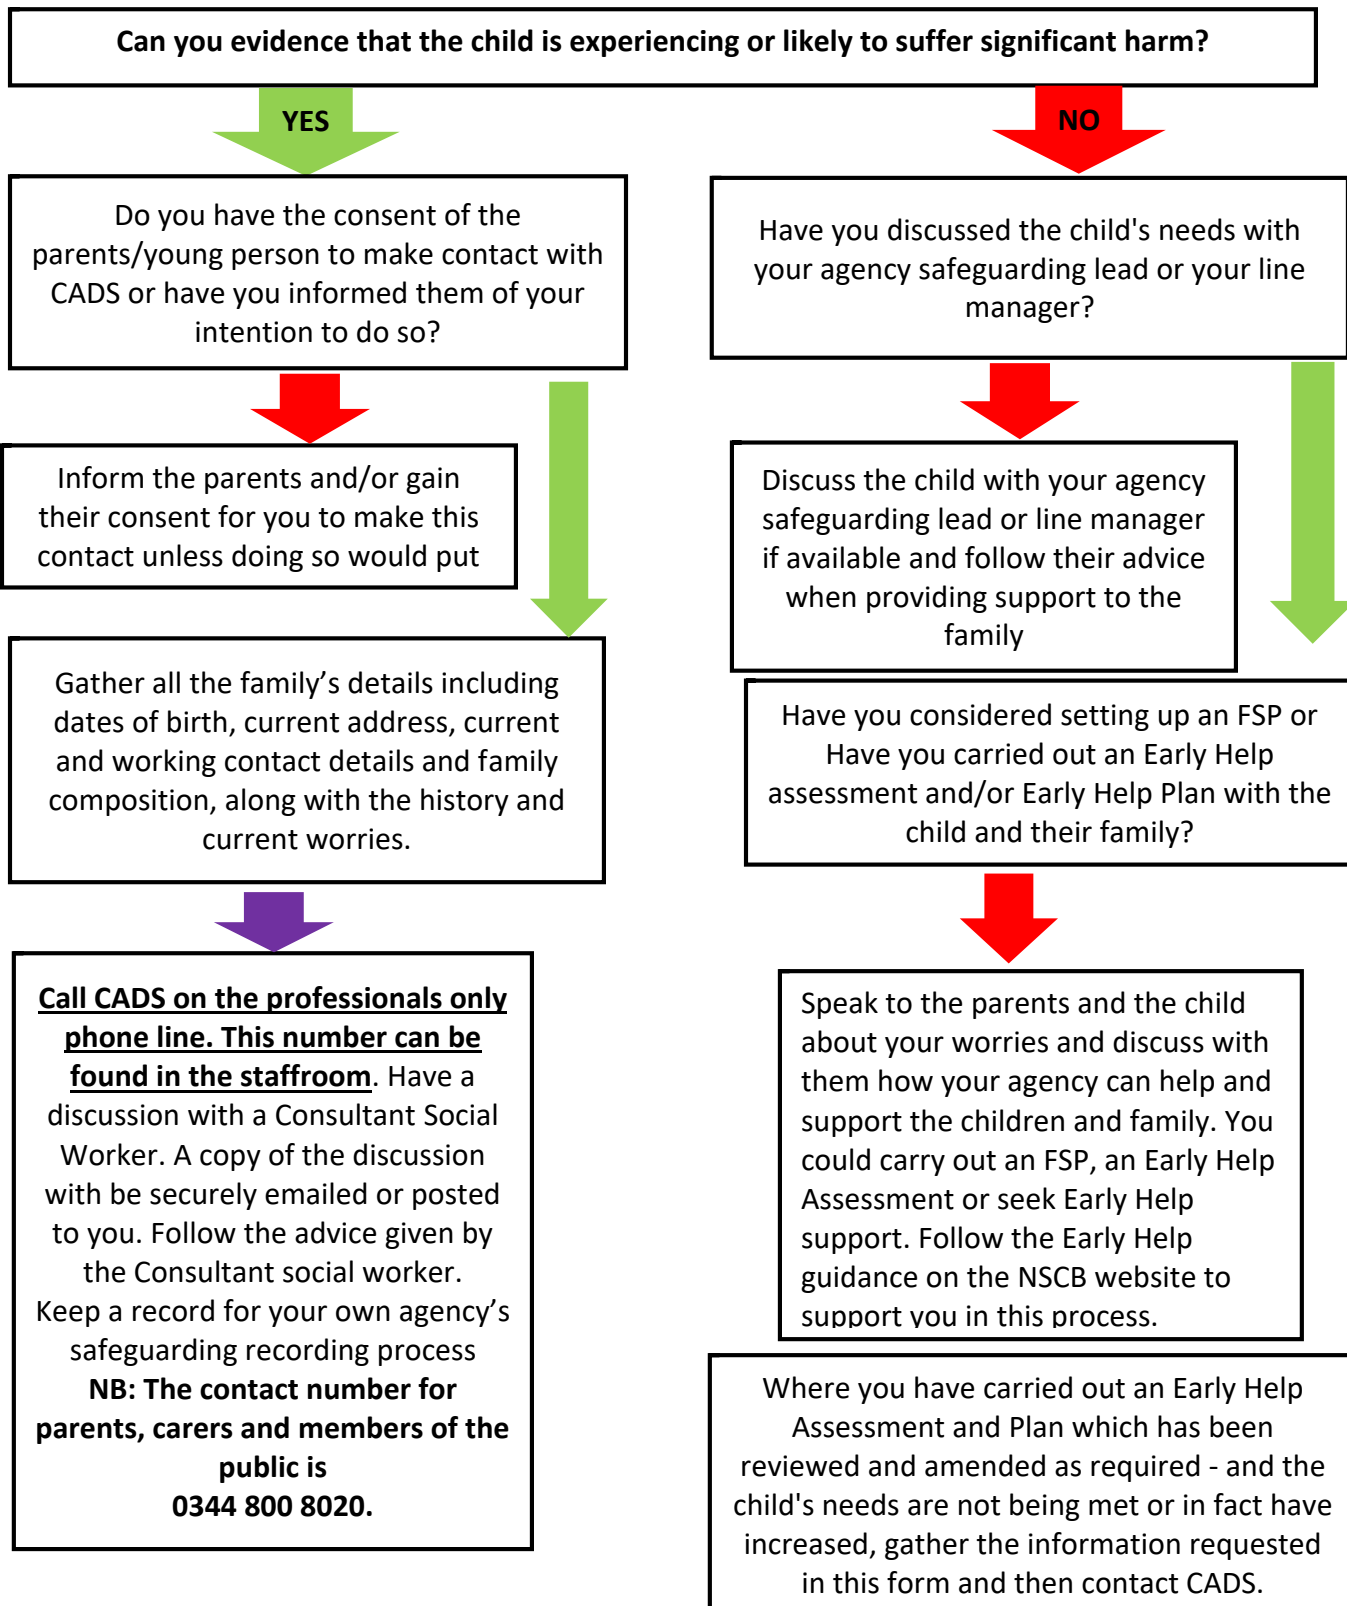 Can you evidence that the child is experiencing or likely to suffer significant harm?
YES
NO
Do you have the consent of the
parents/young person to make contact with
CADS or have you informed them of your
intention to do so?
Have you discussed the child's needs with
your agency safeguarding lead or your line
manager?
Inform the parents and/or gain
their consent for you to make this
contact unless doing so would put
Discuss the child with your agency
safeguarding lead or line manager
if available and follow their advice
when providing support to the
family
Gather all the family’s details including
dates of birth, current address, current
and working contact details and family
composition, along with the history and
current worries.
Have you considered setting up an FSP or
Have you carried out an Early Help
assessment and/or Early Help Plan with the
child and their family?
Call CADS on the professionals only
phone line. This number can be
found in the staffroom. Have a
discussion with a Consultant Social
Worker. A copy of the discussion
with be securely emailed or posted
to you. Follow the advice given by
the Consultant social worker.
Keep a record for your own agency’s
safeguarding recording process
NB: The contact number for
parents, carers and members of the
public is
0344 800 8020.
Speak to the parents and the child
about your worries and discuss with
them how your agency can help and
support the children and family. You
could carry out an FSP, an Early Help
Assessment or seek Early Help
support. Follow the Early Help
guidance on the NSCB website to
support you in this process.
Where you have carried out an Early Help
Assessment and Plan which has been
reviewed and amended as required - and the
child's needs are not being met or in fact have
increased, gather the information requested
in this form and then contact CADS.